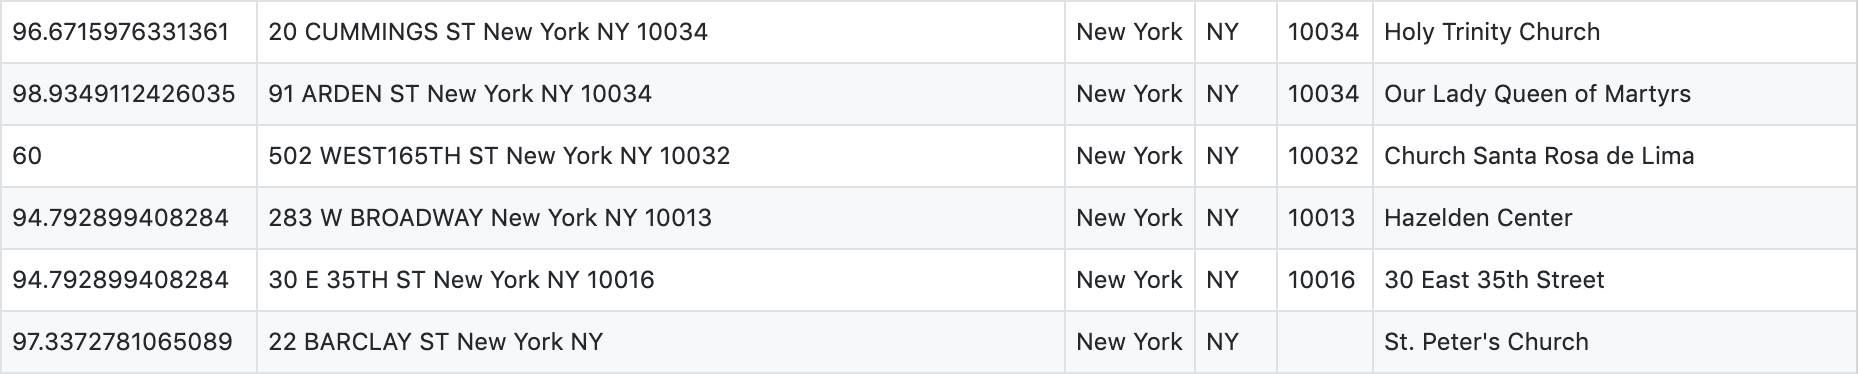 96.6715976331361 20 CUMMINGS ST New York NY 10034 New York NY 10034 Holy Trinity Church
98.9349112426035 91 ARDEN ST New York NY 10034 New York NY 10034 Our Lady Queen of Martyrs
60 502 WEST165TH ST New York NY 10032 New York NY 10032 Church Santa Rosa de Lima
94.792899408284 283 W BROADWAY New York NY 10013 New York NY 10013 Hazelden Center
94.792899408284 30 E 35TH ST New York NY 10016 New York NY 10016 30 East 35th Street
97.3372781065089 22 BARCLAY ST New York NY New York NY St. Peter's Church